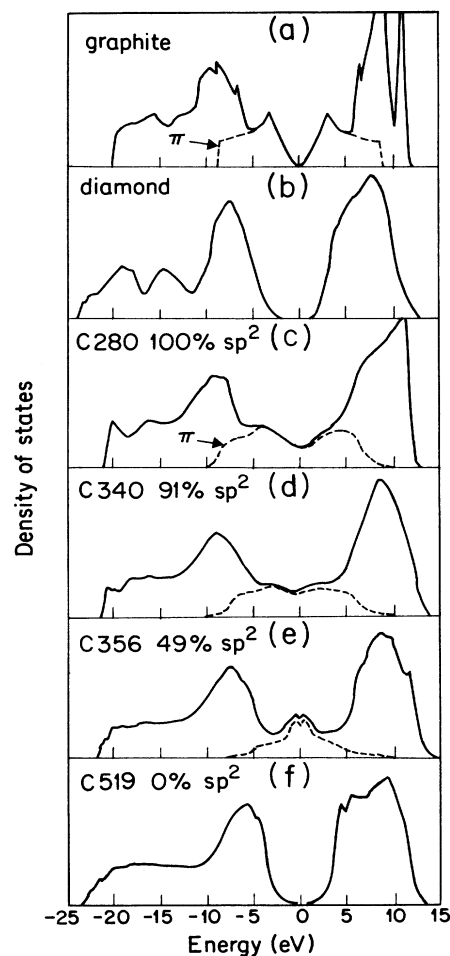 (a)
graphite
π
diamond (b)
C280 100% sp² (c)
π
C340 91% sp² (d)
C356 49% sp² (e)
C519 0% sp² (f)
Density of states
-25 -20 -15 -10 -5 0 5 10 15
Energy (eV)